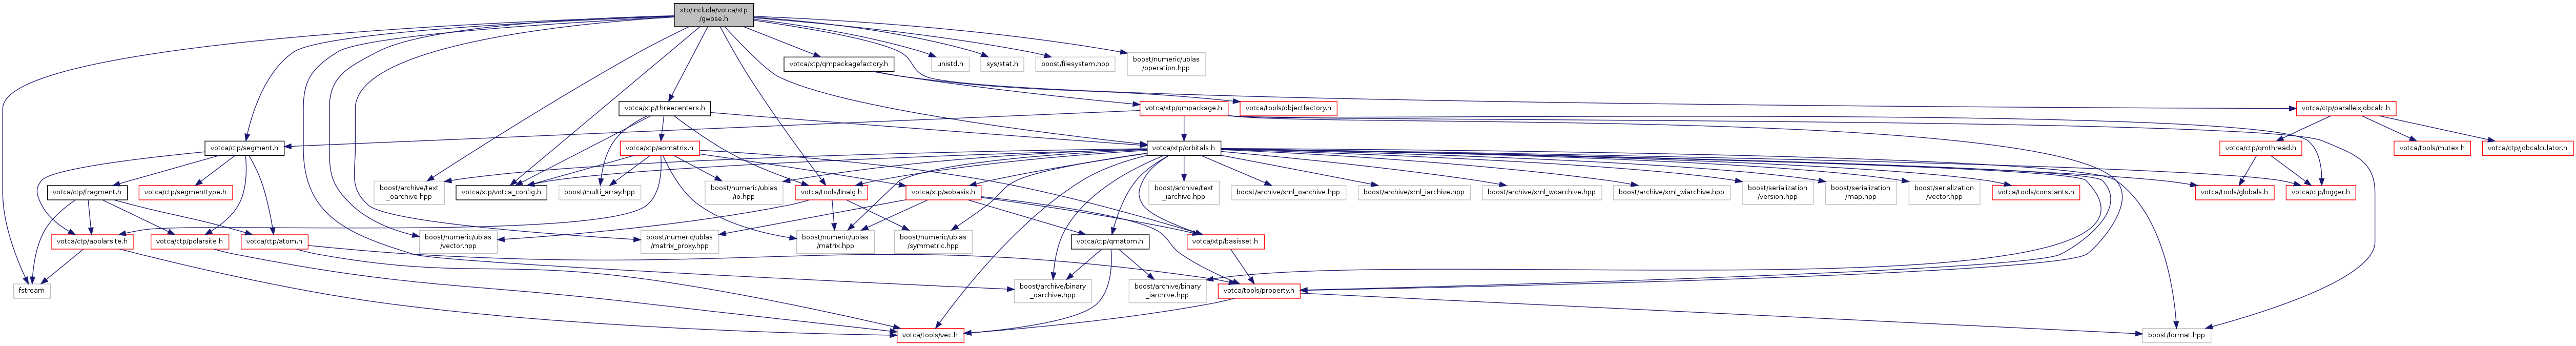 xtp/include/votca/xtp
/gwbse.h
votca/xtp/qmpackagefactory.h
unistd.h
sys/stat.h
boost/filesystem.hpp
boost/numeric/ublas
/operation.hpp
votca/xtp/threecenters.h
votca/xtp/qmpackage.h
votca/tools/objectfactory.h
votca/ctp/parallelxjobcalc.h
votca/ctp/segment.h
votca/xtp/aomatrix.h
votca/xtp/orbitals.h
votca/ctp/qmthread.h
votca/tools/mutex.h
votca/ctp/jobcalculator.h
votca/ctp/fragment.h
votca/ctp/segmenttype.h
boost/archive/text
_oarchive.hpp
votca/xtp/votca_config.h
boost/multi_array.hpp
boost/numeric/ublas
/io.hpp
votca/tools/linalg.h
votca/xtp/aobasis.h
boost/archive/text
_iarchive.hpp
boost/archive/xml_oarchive.hpp
boost/archive/xml_iarchive.hpp
boost/archive/xml_woarchive.hpp
boost/archive/xml_wiarchive.hpp
boost/serialization
/version.hpp
boost/serialization
/map.hpp
boost/serialization
/vector.hpp
votca/tools/constants.h
votca/tools/globals.h
votca/ctp/logger.h
votca/ctp/apolarsite.h
votca/ctp/polarsite.h
votca/ctp/atom.h
boost/numeric/ublas
/vector.hpp
boost/numeric/ublas
/matrix_proxy.hpp
boost/numeric/ublas
/matrix.hpp
boost/numeric/ublas
/symmetric.hpp
votca/ctp/qmatom.h
votca/xtp/basisset.h
fstream
boost/archive/binary
_oarchive.hpp
boost/archive/binary
_iarchive.hpp
votca/tools/property.h
votca/tools/vec.h
boost/format.hpp